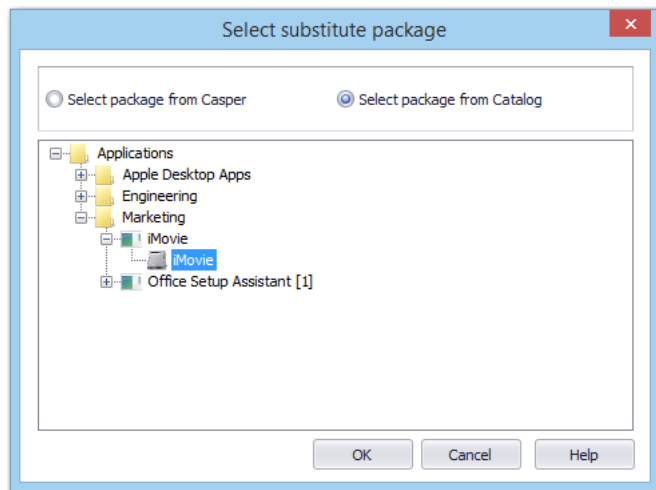 Select substitute package
Select package from Casper Select package from Catalog
Applications
Apple Desktop Apps
Engineering
Marketing
iMovie
iMovie
Office Setup Assistant [1]
OK Cancel Help